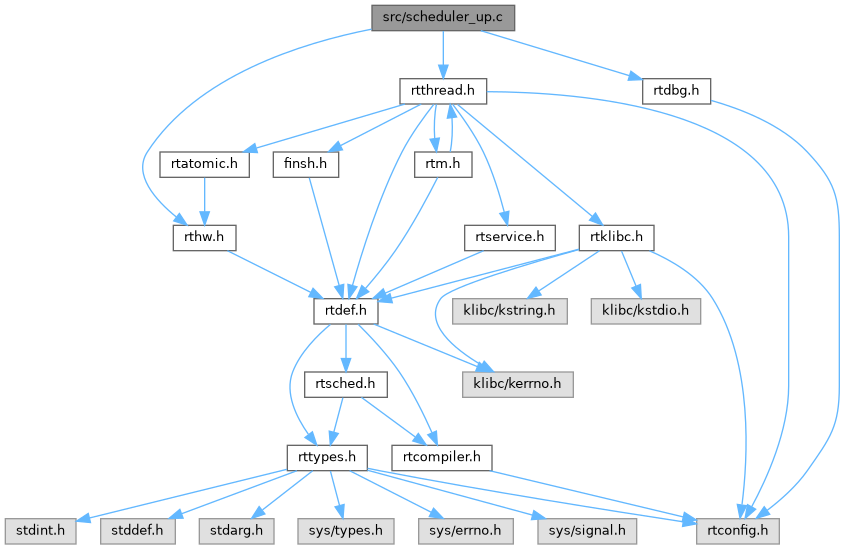 src/scheduler_up.c
rtthread.h
rtdbg.h
rtatomic.h
finsh.h
rtm.h
rthw.h
rtservice.h
rtklibc.h
rtdef.h
klibc/kstring.h
klibc/kstdio.h
rtsched.h
klibc/kerrno.h
rttypes.h
rtcompiler.h
stdint.h
stddef.h
stdarg.h
sys/types.h
sys/errno.h
sys/signal.h
rtconfig.h